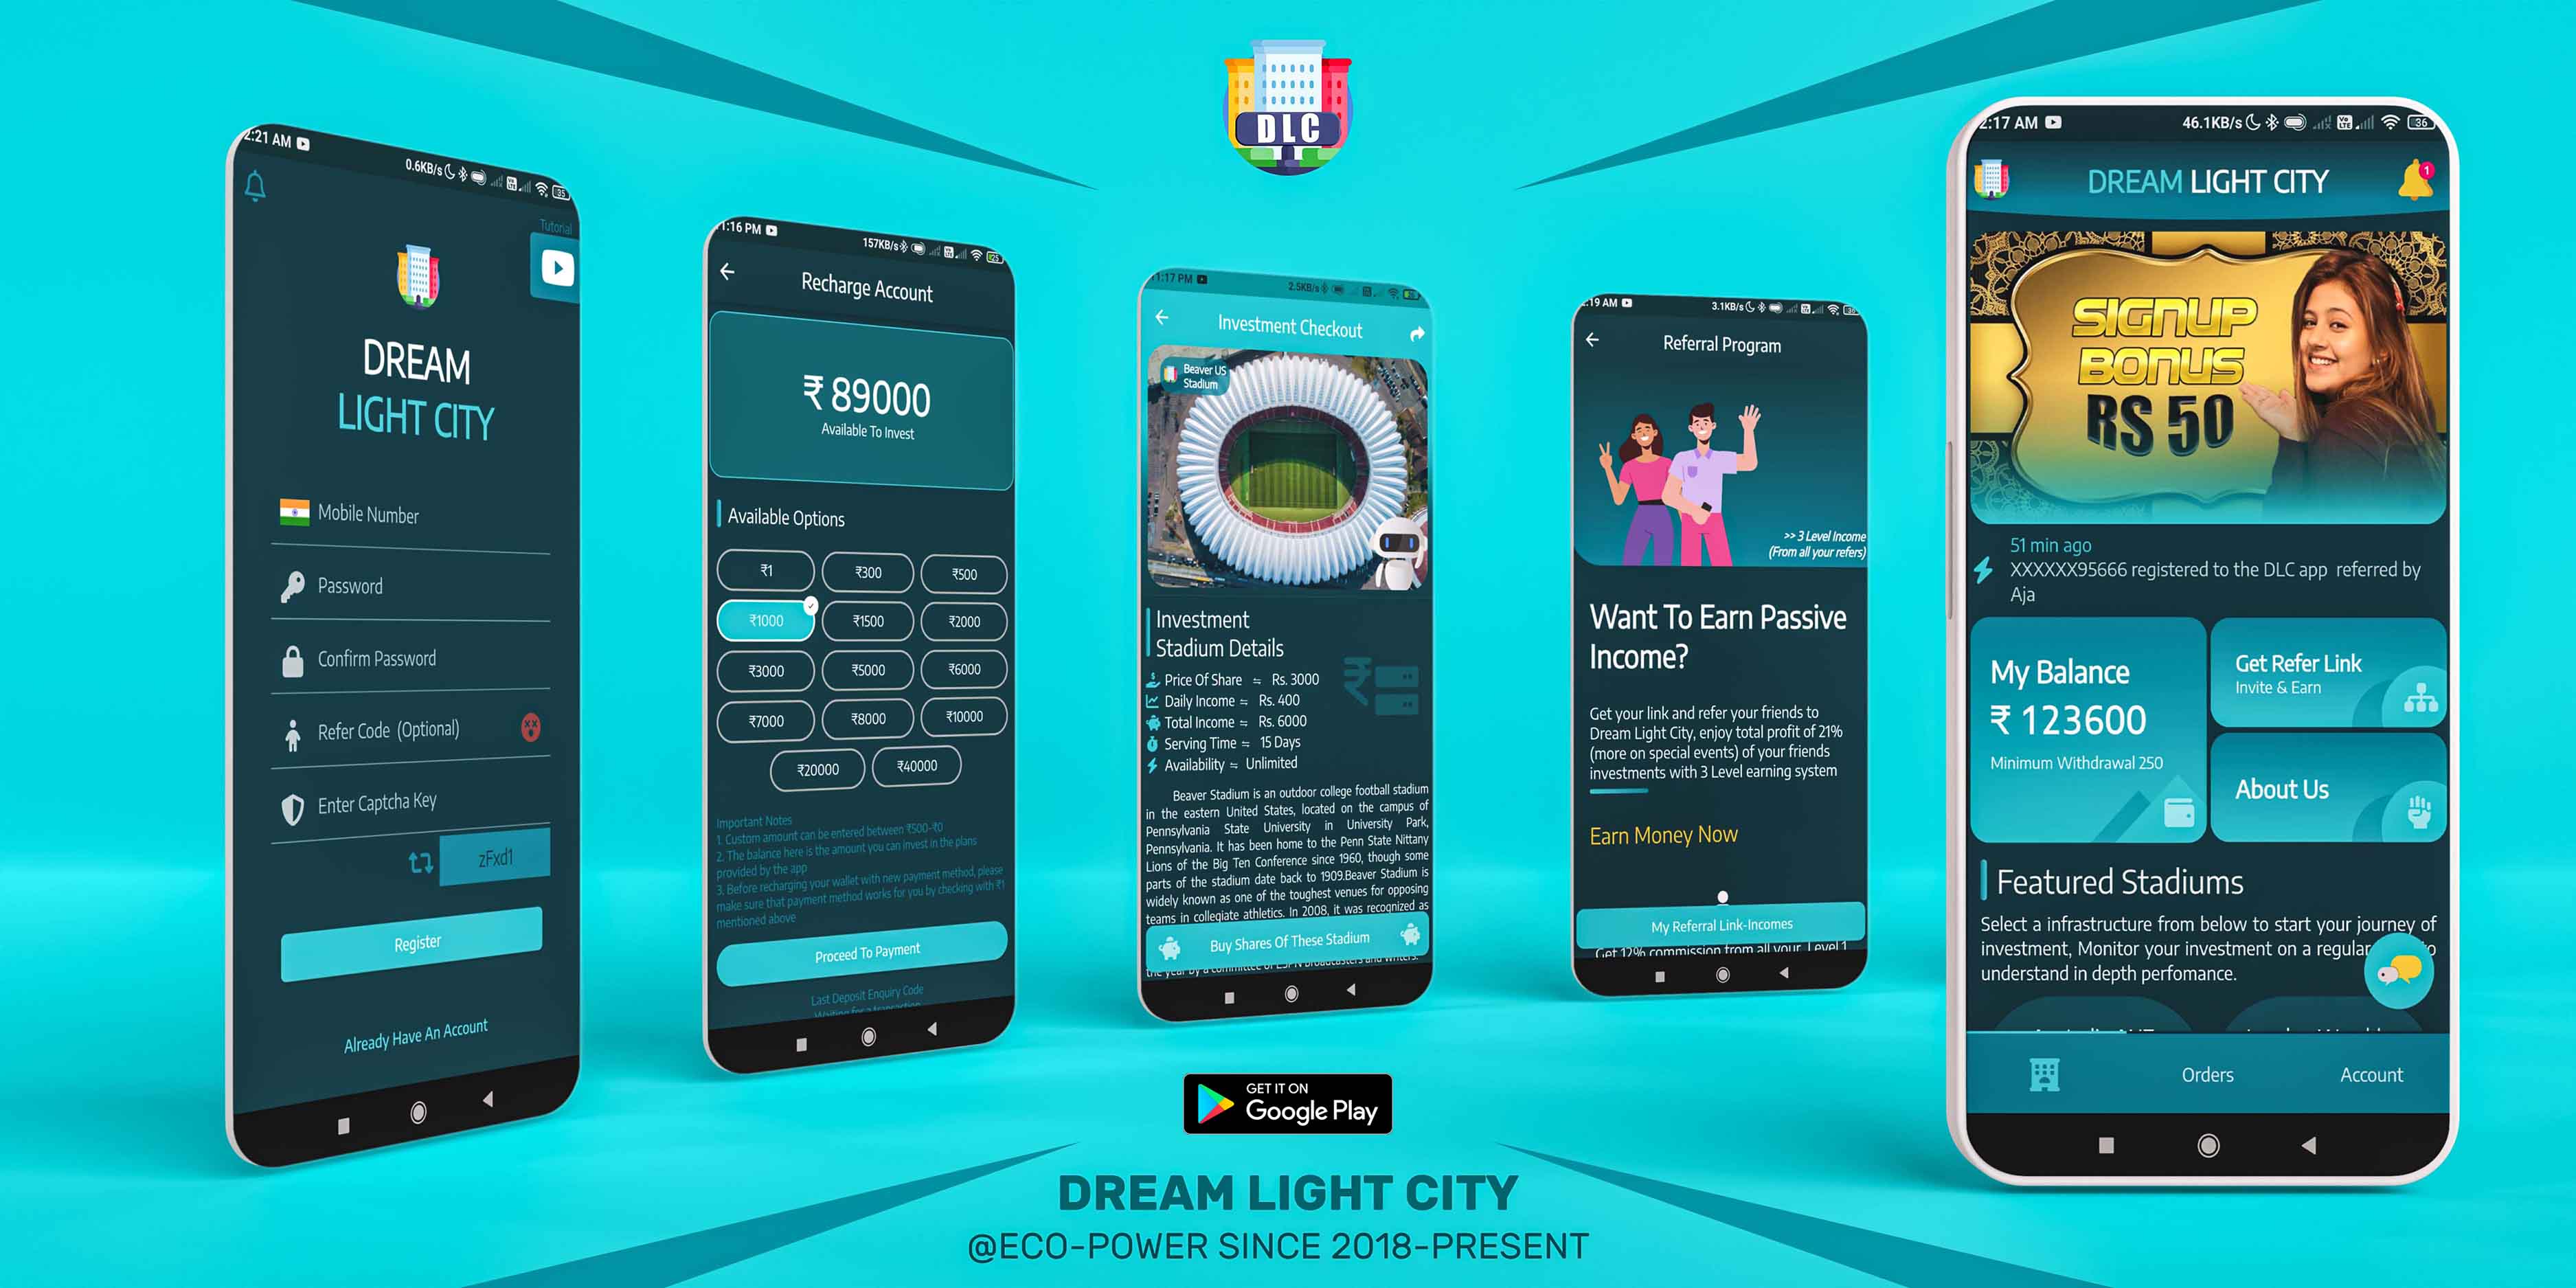 DLC
2:21 AM
0.6KB/s
35
Tutorial
DREAM
LIGHT CITY
Mobile Number
Password
Confirm Password
Refer Code (Optional)
Enter Captcha Key
zFxd1
Register
Already Have An Account
1:16 PM
157KB/s
25
Recharge Account
₹ 89000
Available To Invest
Available Options
₹1
₹300
₹500
₹1000
₹1500
₹2000
₹3000
₹5000
₹6000
₹7000
₹8000
₹10000
₹20000
₹40000
Important Notes
1. Custom amount can be entered between ₹500-₹0
2. The balance here is the amount you can invest in the plans
provided by the app
3. Before recharging your wallet with new payment method, please
make sure that payment method works for you by checking with ₹1
mentioned above
Proceed To Payment
Last Deposit Enquiry Code
Waiting for a transaction
1:17 PM
2.5KB/s
Investment Checkout
Beaver US
Stadium
Investment
Stadium Details
Price Of Share = Rs. 3000
Daily Income = Rs. 400
Total Income = Rs. 6000
Serving Time = 15 Days
Availability = Unlimited
Beaver Stadium is an outdoor college football stadium
in the eastern United States, located on the campus of
Pennsylvania State University in University Park,
Pennsylvania. It has been home to the Penn State Nittany
Lions of the Big Ten Conference since 1960, though some
parts of the stadium date back to 1909.Beaver Stadium is
widely known as one of the toughest venues for opposing
teams in collegiate athletics. In 2008, it was recognized as
Buy Shares Of These Stadium
the year by a committee of ESPN broadcasters and writers.
:19 AM
3.1KB/s
Referral Program
>> 3 Level Income
(From all your refers)
Want To Earn Passive
Income?
Get your link and refer your friends to
Dream Light City, enjoy total profit of 21%
(more on special events) of your friends
investments with 3 Level earning system
Earn Money Now
My Referral Link-Incomes
Get 12% commission from all your Level 1
2:17 AM
46.1KB/s
36
DREAM LIGHT CITY
1
SIGNUP
BONUS
RS 50
51 min ago
XXXXXX95666 registered to the DLC app referred by
Aja
My Balance
₹ 123600
Minimum Withdrawal 250
Get Refer Link
Invite & Earn
About Us
Featured Stadiums
Select a infrastructure from below to start your journey of
investment, Monitor your investment on a regular
understand in depth perfomance.
Orders
Account
GET IT ON
Google Play
DREAM LIGHT CITY
@ECO-POWER SINCE 2018-PRESENT